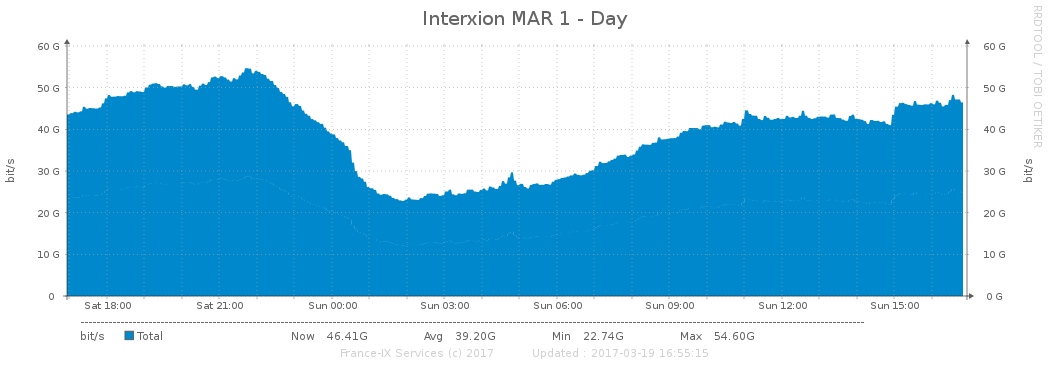 Interxion MAR 1 - Day
RRDTOOL / TOBI OETIKER
60 G 60 G
50 G 50 G
40 G 40 G
30 G 30 G
20 G 20 G
10 G 10 G
0 0 G
bit/s bit/s
Sat 18:00 Sat 21:00 Sun 00:00 Sun 03:00 Sun 06:00 Sun 09:00 Sun 12:00 Sun 15:00
bit/s Total Now 46.41G Avg 39.20G Min 22.74G Max 54.60G
France-IX Services (c) 2017 Updated : 2017-03-19 16:55:15